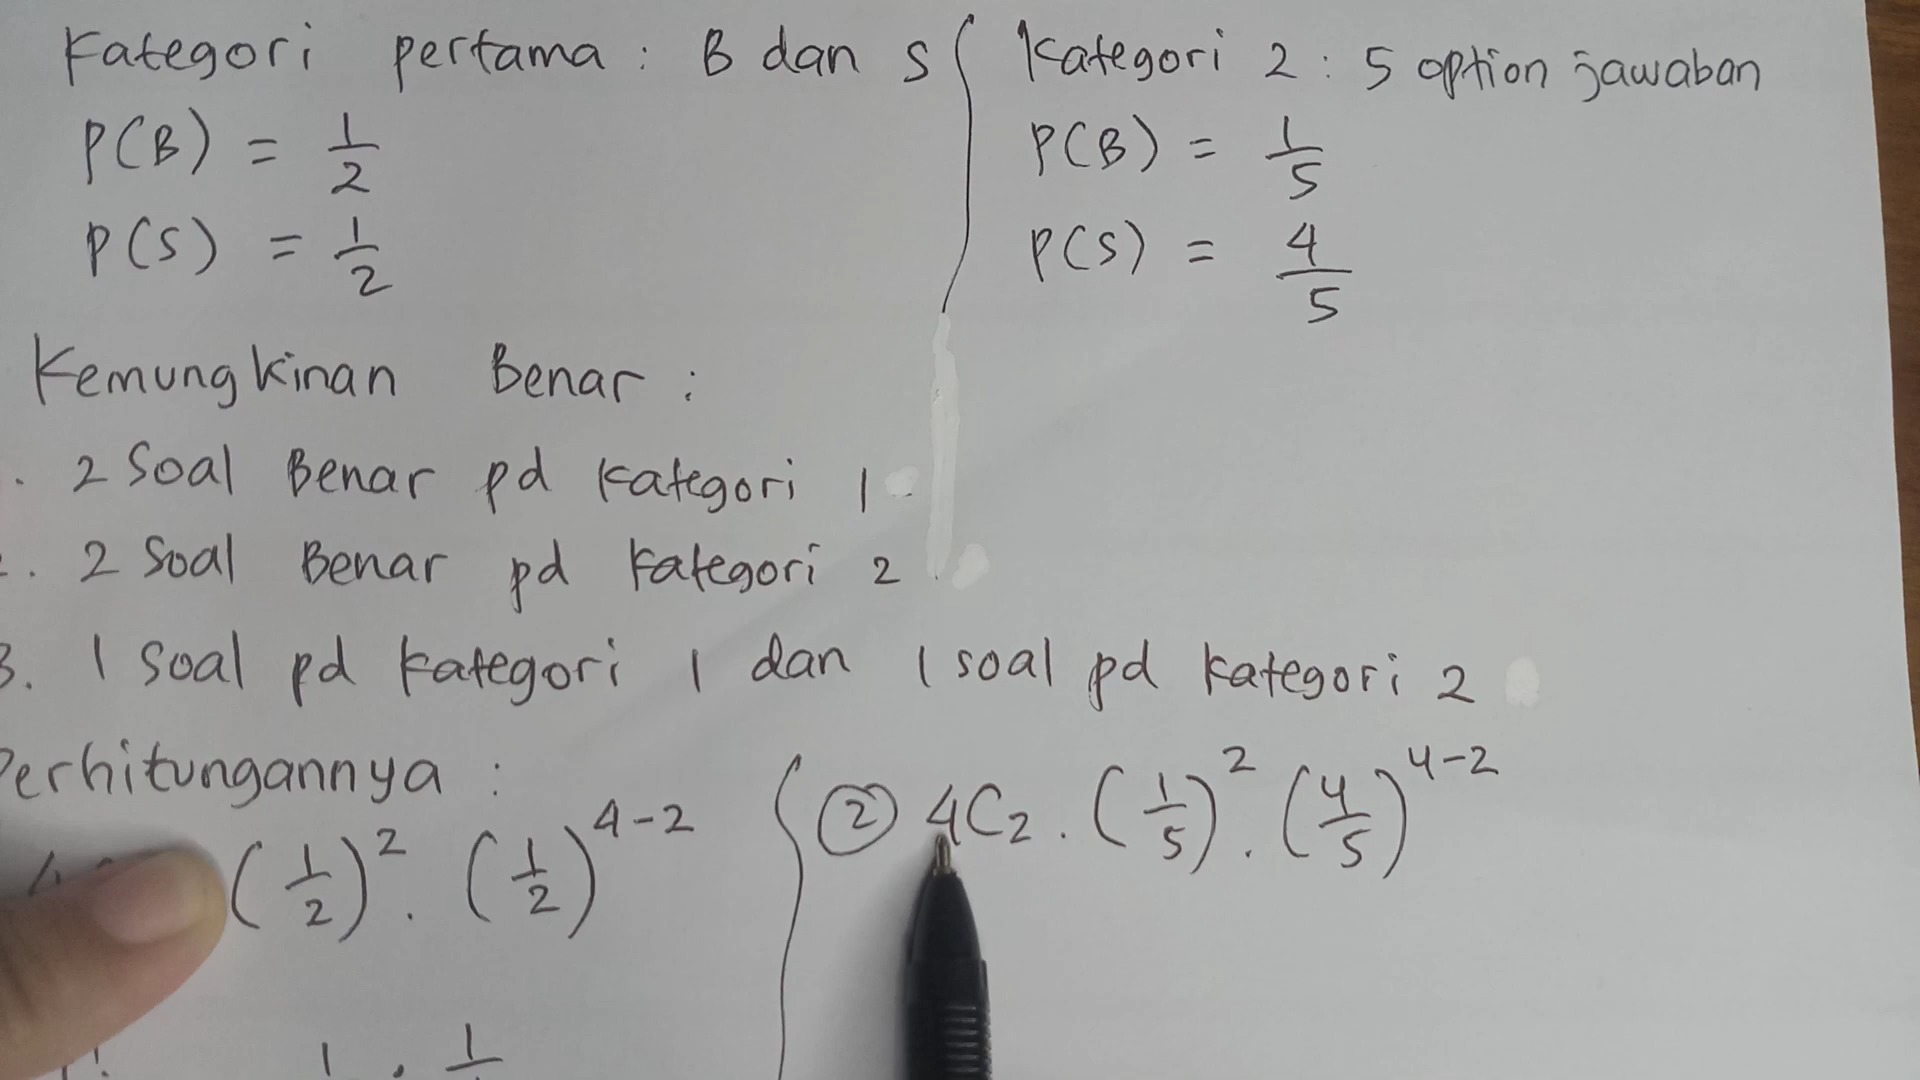 Kategori pertama : B dan S
P(B) = 1/2
P(S) = 1/2
Kategori 2 : 5 option jawaban
P(B) = 1/5
P(S) = 4/5
Kemungkinan Benar :
. 2 Soal Benar pd kategori 1
. 2 Soal Benar pd kategori 2
3. 1 soal pd kategori 1 dan 1 soal pd kategori 2
Perhitungannya :
(1/2)² . (1/2)⁴⁻²
② 4C₂ . (1/5)² . (4/5)⁴⁻²